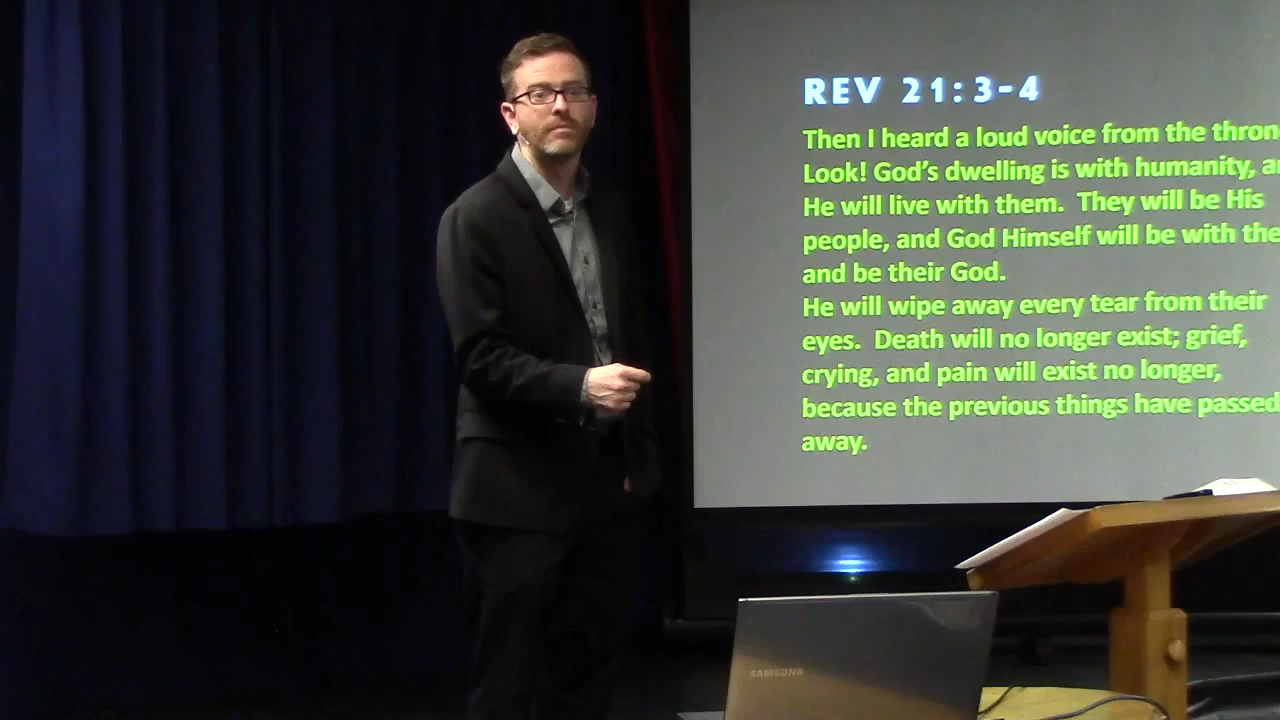 REV 21:3-4
Then I heard a loud voice from the thron
Look! God's dwelling is with humanity, a
He will live with them. They will be His
people, and God Himself will be with the
and be their God.
He will wipe away every tear from their
eyes. Death will no longer exist; grief,
crying, and pain will exist no longer,
because the previous things have passed
away.
SAMSUNG